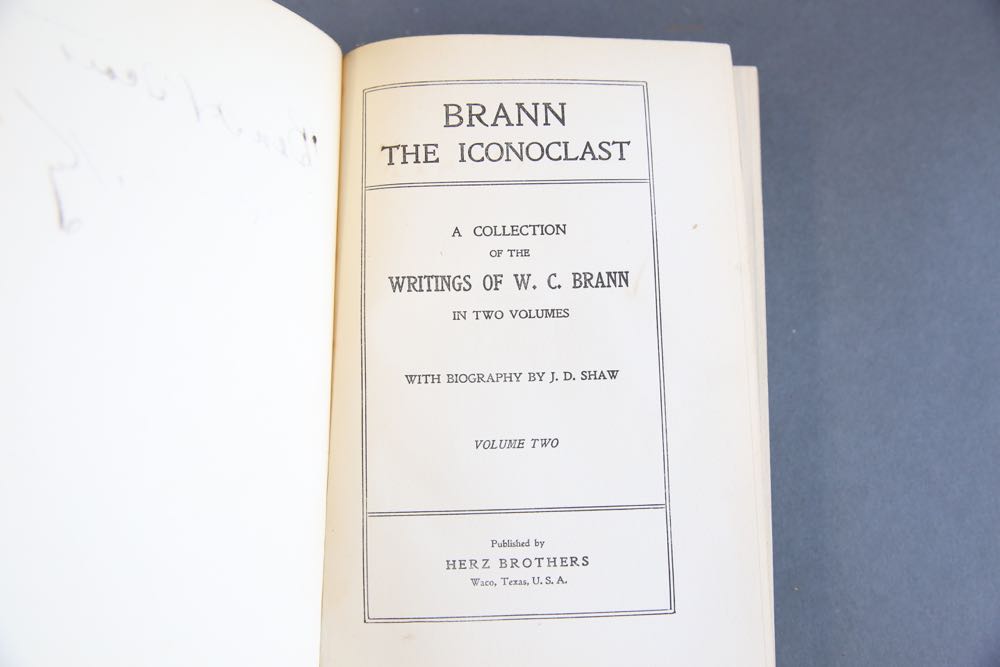 BRANN
THE ICONOCLAST
A COLLECTION
OF THE
WRITINGS OF W. C. BRANN
IN TWO VOLUMES
WITH BIOGRAPHY BY J. D. SHAW
VOLUME TWO
Published by
HERZ BROTHERS
Waco, Texas, U. S. A.